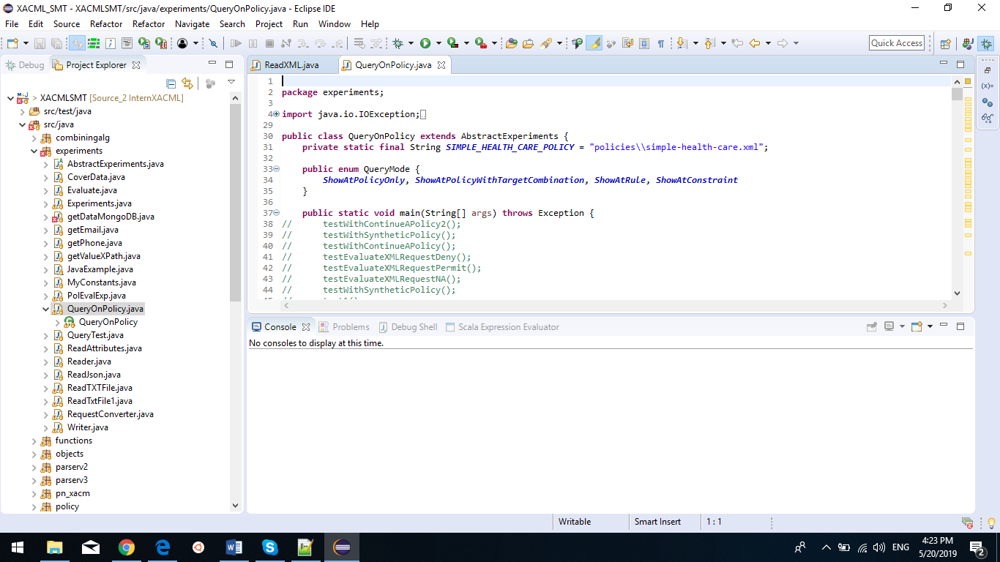 XACML_SMT - XACMLSMT/src/java/experiments/QueryOnPolicy.java - Eclipse IDE
File Edit Source Refactor Refactor Navigate Search Project Run Window Help
Quick Access
Debug Project Explorer
ReadXML.java QueryOnPolicy.java
> XACMLSMT [Source_2 InternXACML]
src/test/java
src/java
combiningalg
experiments
AbstractExperiments.java
CoverData.java
Evaluate.java
Experiments.java
getDataMongoDB.java
getEmail.java
getPhone.java
getValueXPath.java
JavaExample.java
MyConstants.java
PolEvalExp.java
QueryOnPolicy.java
QueryOnPolicy
QueryTest.java
ReadAttributes.java
Reader.java
ReadJson.java
ReadTXTFile.java
ReadTxtFile1.java
RequestConverter.java
Writer.java
functions
objects
parserv2
parserv3
pn_xacm
policy
1
2 package experiments;
3
4 import java.io.IOException;
29
30 public class QueryOnPolicy extends AbstractExperiments {
31 private static final String SIMPLE_HEALTH_CARE_POLICY = "policies\\simple-health-care.xml";
32
33 public enum QueryMode {
34 ShowAtPolicyOnly, ShowAtPolicyWithTargetCombination, ShowAtRule, ShowAtConstraint
35 }
36
37 public static void main(String[] args) throws Exception {
38 // testWithContinueAPolicy2();
39 // testWithSyntheticPolicy();
40 // testWithContinueAPolicy();
41 // testEvaluateXMLRequestDeny();
42 // testEvaluateXMLRequestPermit();
43 // testEvaluateXMLRequestNA();
44 // testWithSyntheticPolicy();
Console Problems Debug Shell Scala Expression Evaluator
No consoles to display at this time.
Writable Smart Insert 1 : 1
ENG 4:23 PM
5/20/2019
2